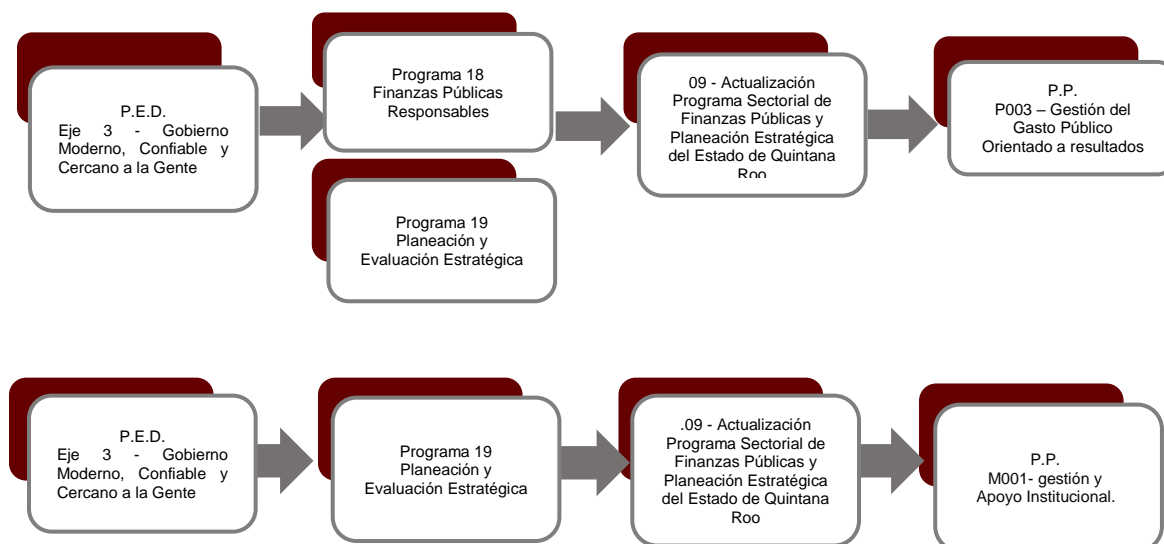 P.E.D.
Eje 3 - Gobierno
Moderno, Confiable y
Cercano a la Gente
Programa 18
Finanzas Públicas
Responsables
Programa 19
Planeación y
Evaluación Estratégica
09 - Actualización
Programa Sectorial de
Finanzas Públicas y
Planeación Estratégica
del Estado de Quintana
Roo
P.P.
P003 – Gestión del
Gasto Público
Orientado a resultados
P.E.D.
Eje 3 - Gobierno
Moderno, Confiable y
Cercano a la Gente
Programa 19
Planeación y
Evaluación Estratégica
.09 - Actualización
Programa Sectorial de
Finanzas Públicas y
Planeación Estratégica
del Estado de Quintana
Roo
P.P.
M001- gestión y
Apoyo Institucional.